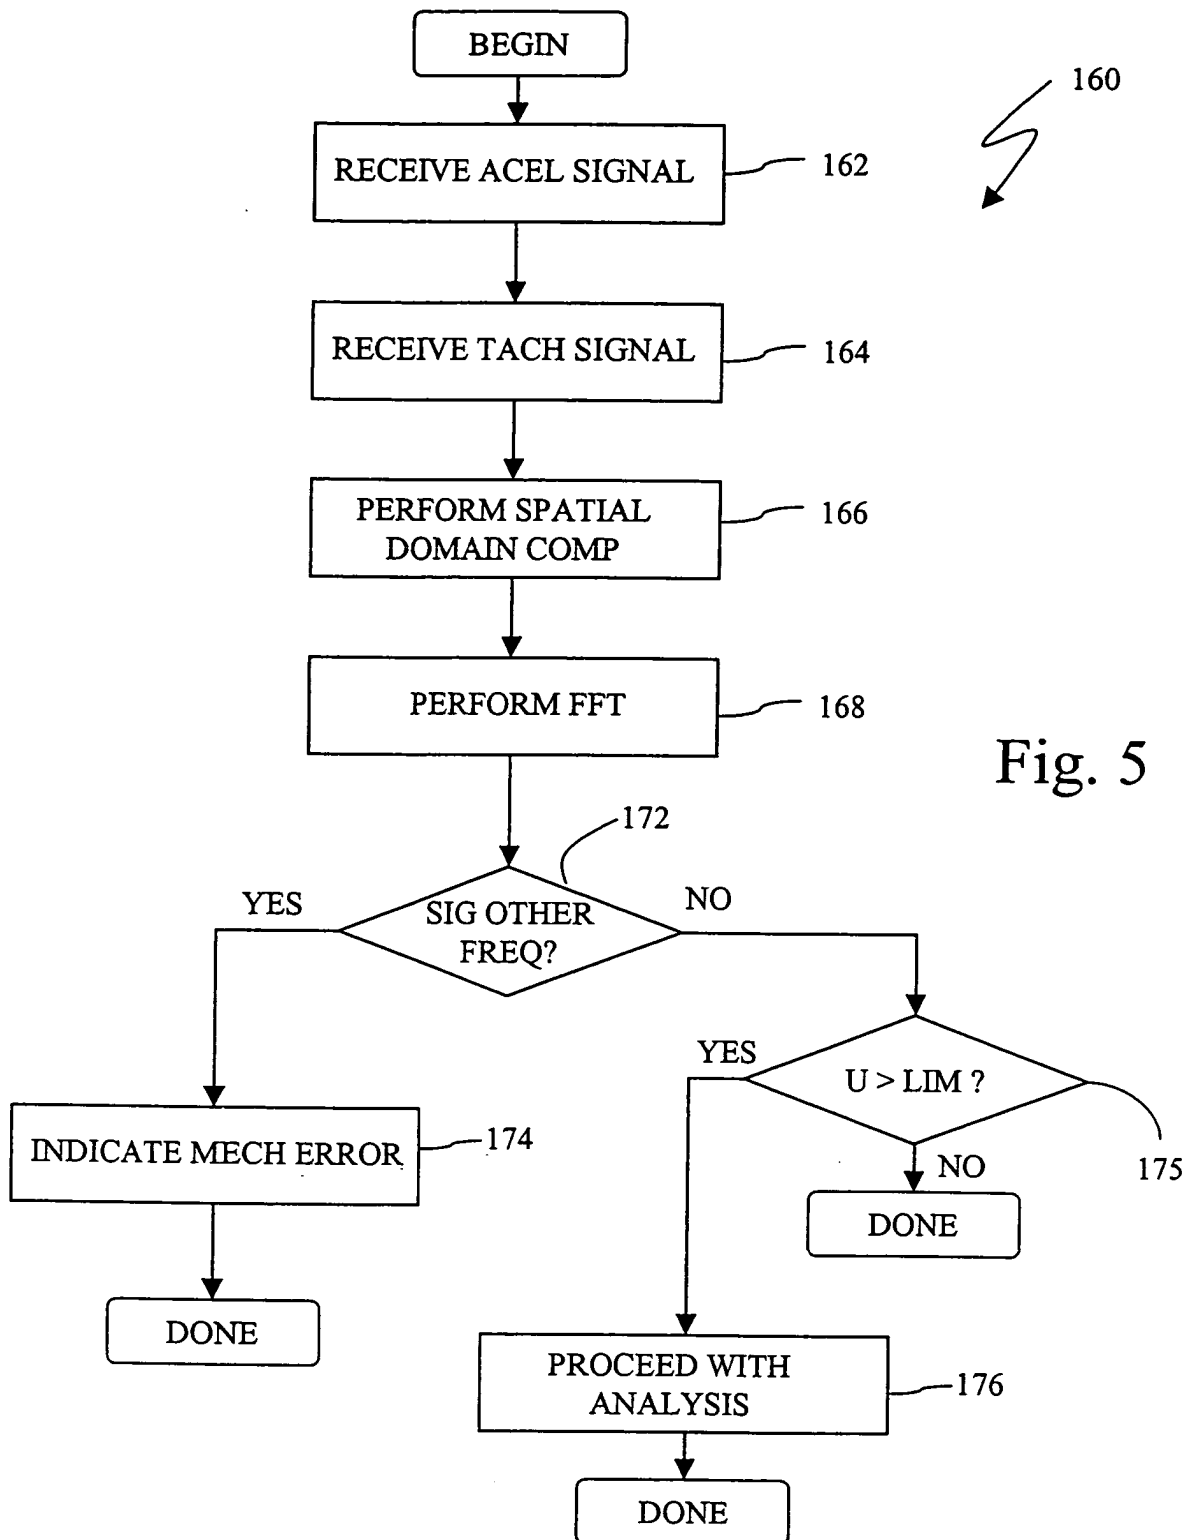 BEGIN
160
RECEIVE ACEL SIGNAL
162
RECEIVE TACH SIGNAL
164
PERFORM SPATIAL
DOMAIN COMP
166
PERFORM FFT
168
Fig. 5
172
YES
SIG OTHER
FREQ?
NO
YES
U > LIM ?
175
INDICATE MECH ERROR
174
NO
DONE
DONE
PROCEED WITH
ANALYSIS
176
DONE